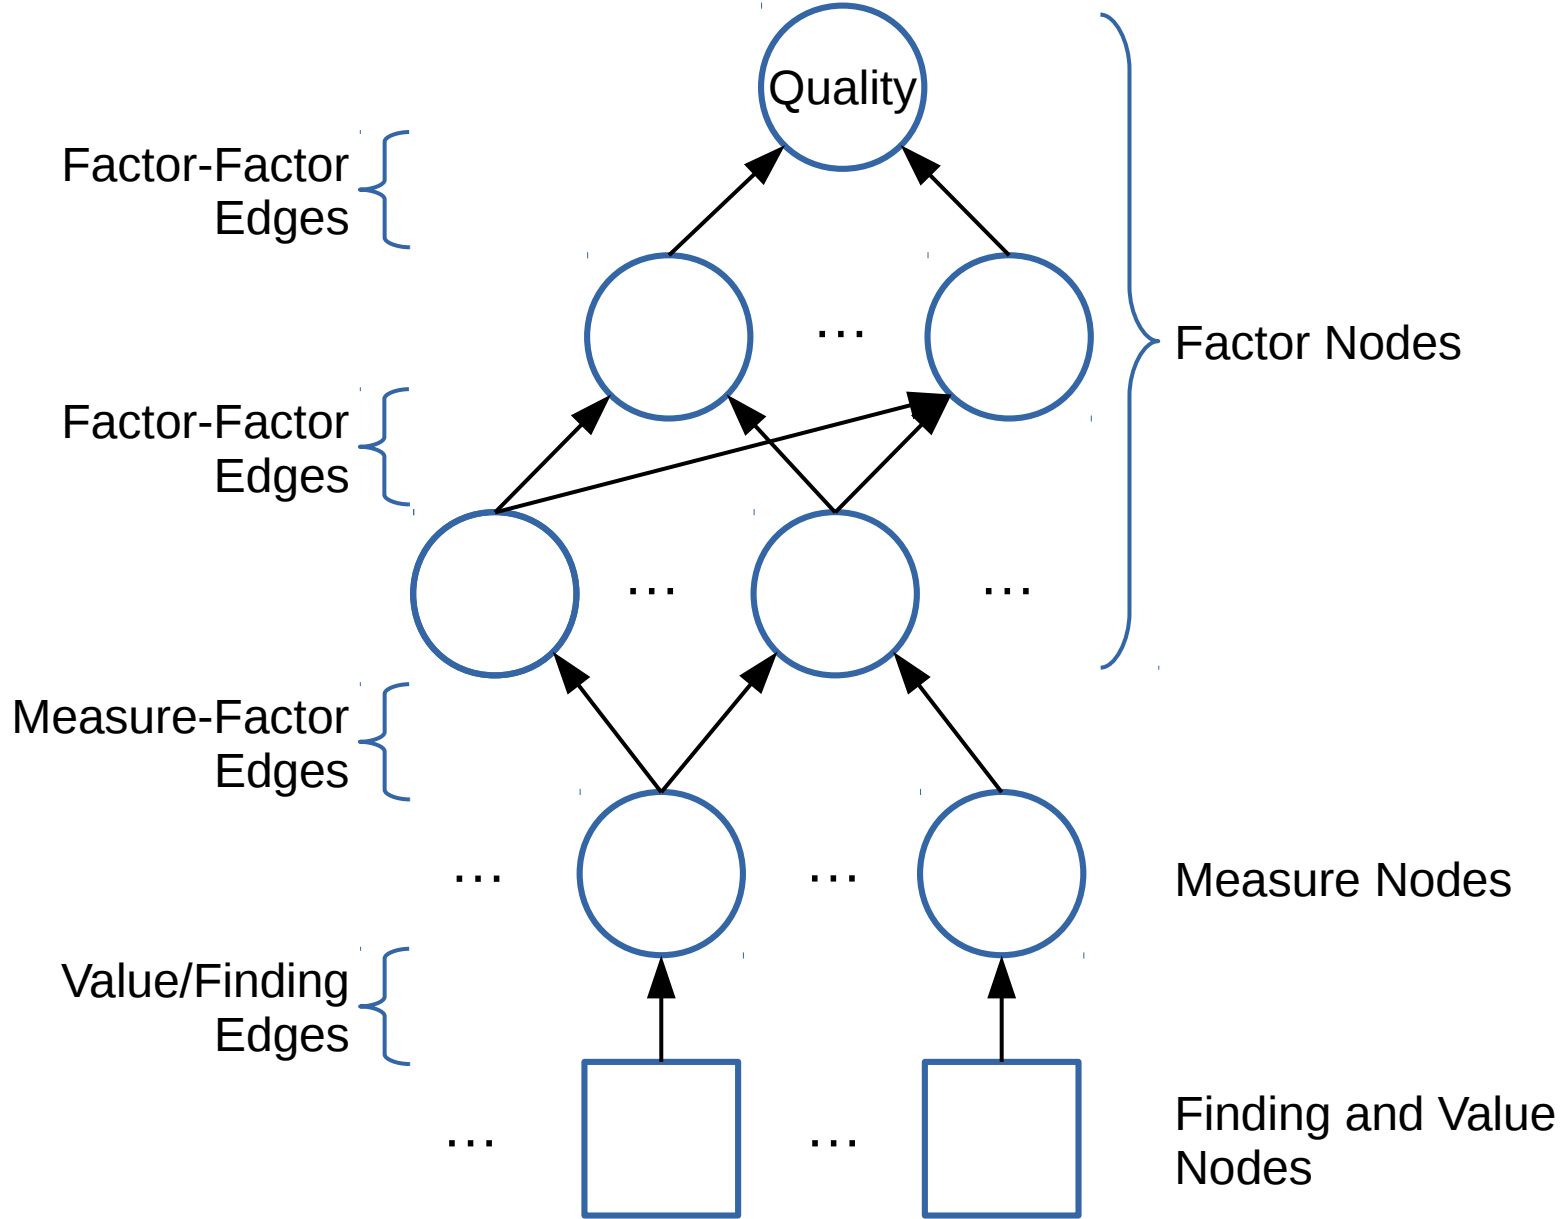 Quality
Factor-Factor
Edges
...
Factor Nodes
Factor-Factor
Edges
...
...
Measure-Factor
Edges
...
...
Measure Nodes
Value/Finding
Edges
...
...
Finding and Value
Nodes